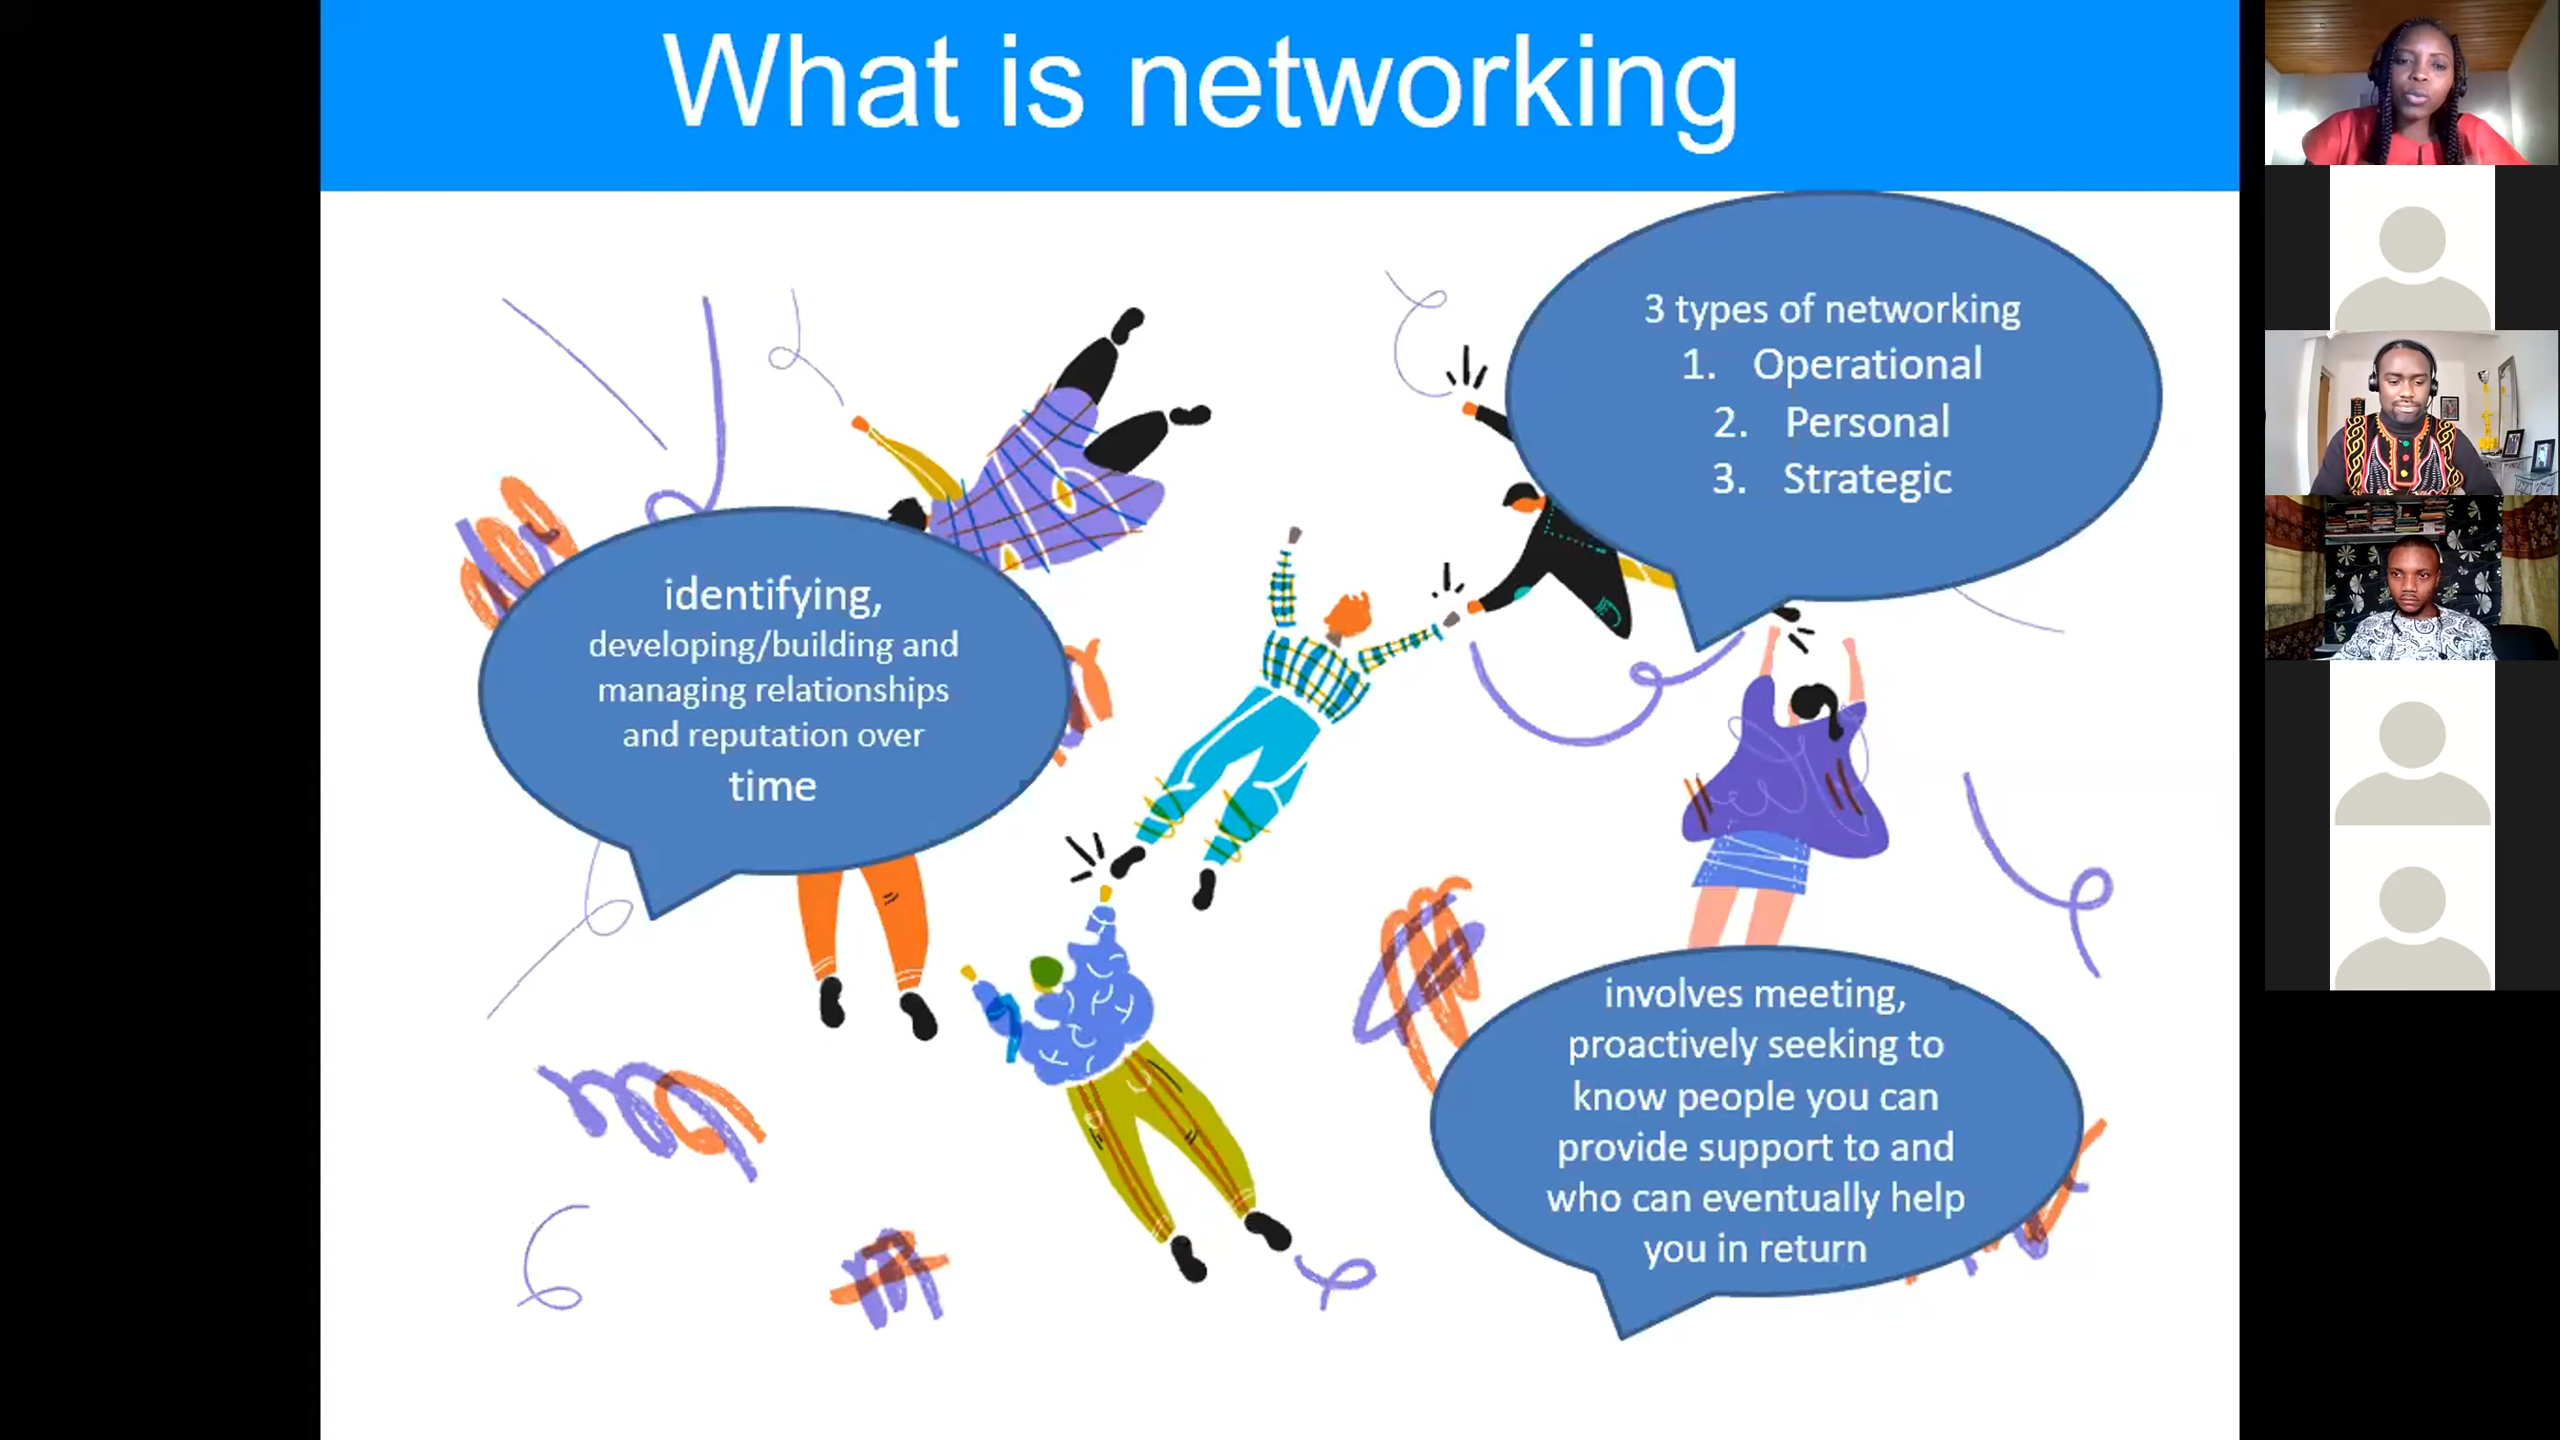 What is networking
3 types of networking
1. Operational
2. Personal
3. Strategic
identifying,
developing/building and
managing relationships
and reputation over
time
involves meeting,
proactively seeking to
know people you can
provide support to and
who can eventually help
you in return